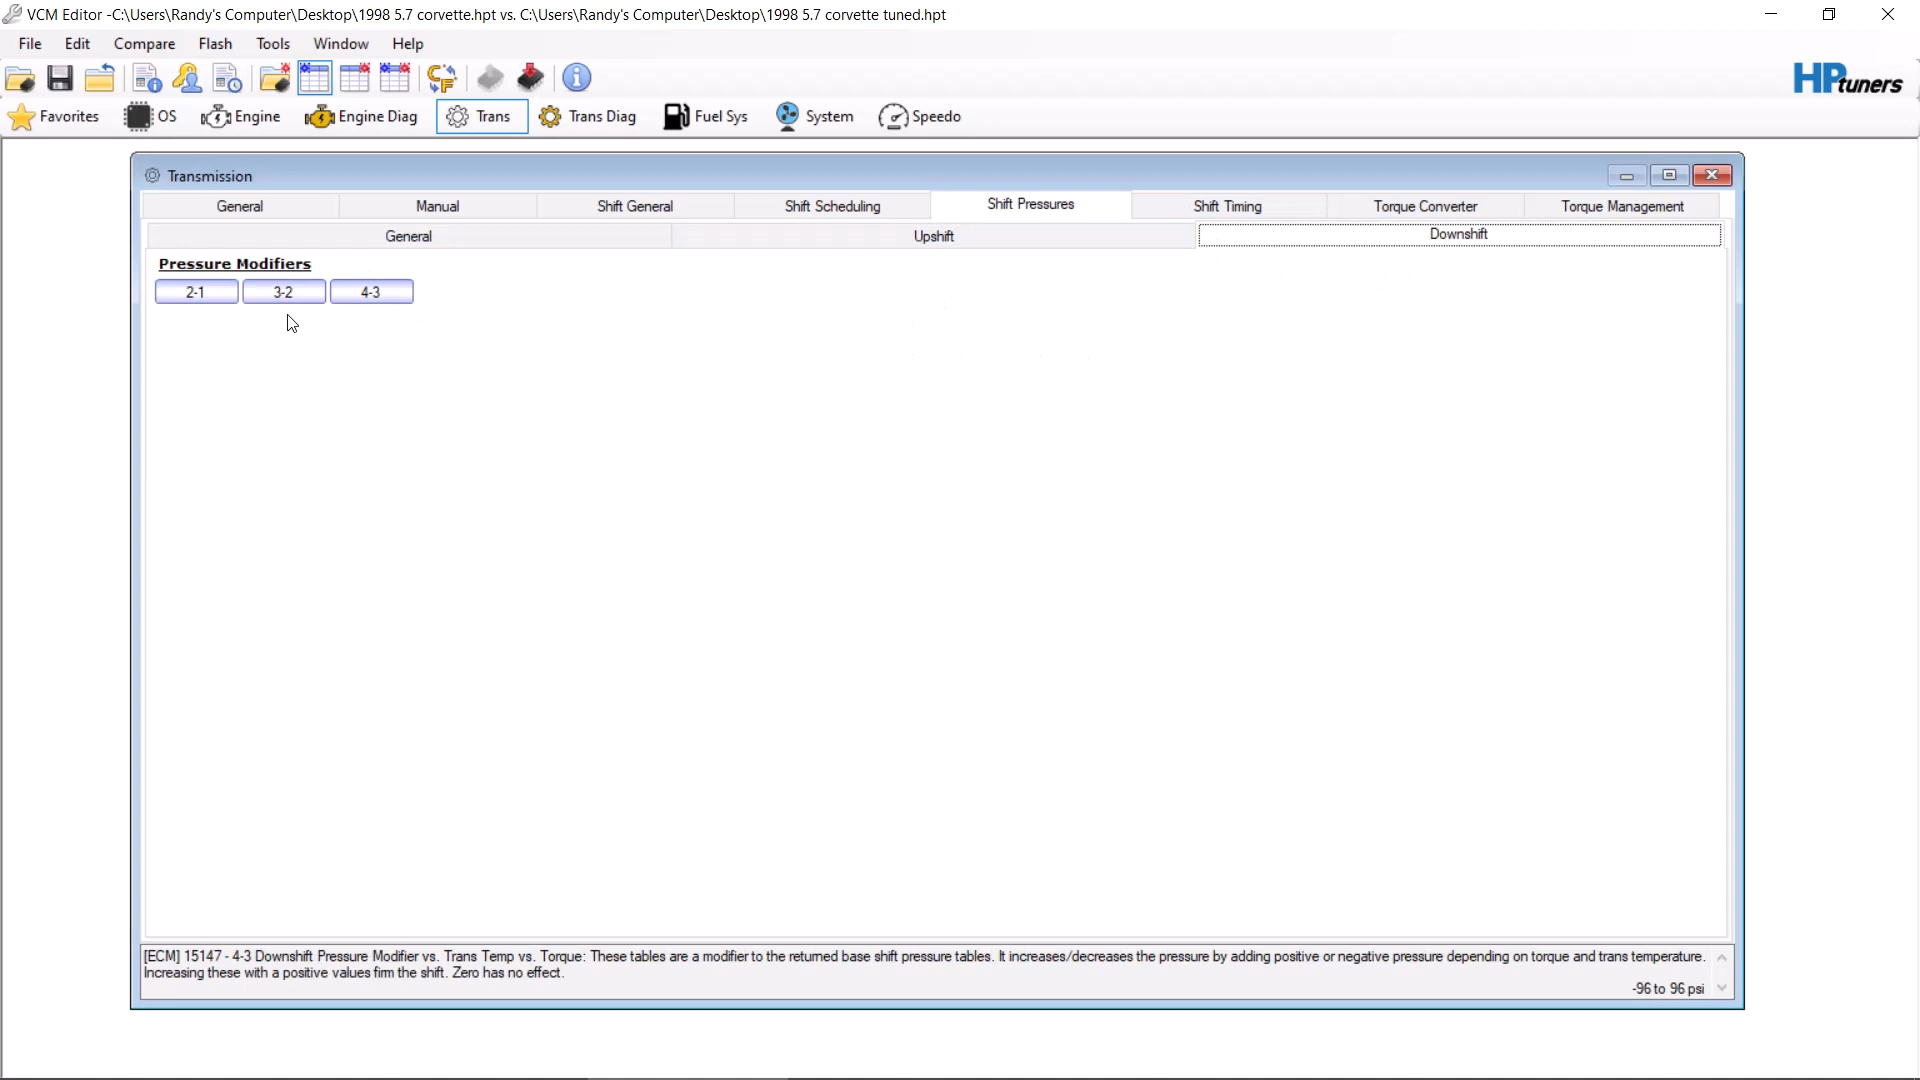 VCM Editor -C:\Users\Randy's Computer\Desktop\1998 5.7 corvette.hpt vs. C:\Users\Randy's Computer\Desktop\1998 5.7 corvette tuned.hpt
File Edit Compare Flash Tools Window Help
HPtuners
Favorites OS Engine Engine Diag Trans Trans Diag Fuel Sys System Speedo
Transmission
General Manual Shift General Shift Scheduling Shift Pressures Shift Timing Torque Converter Torque Management
General Upshift Downshift
Pressure Modifiers
2-1 3-2 4-3
[ECM] 15147 - 4-3 Downshift Pressure Modifier vs. Trans Temp vs. Torque: These tables are a modifier to the returned base shift pressure tables. It increases/decreases the pressure by adding positive or negative pressure depending on torque and trans temperature.
Increasing these with a positive values firm the shift. Zero has no effect.
-96 to 96 psi